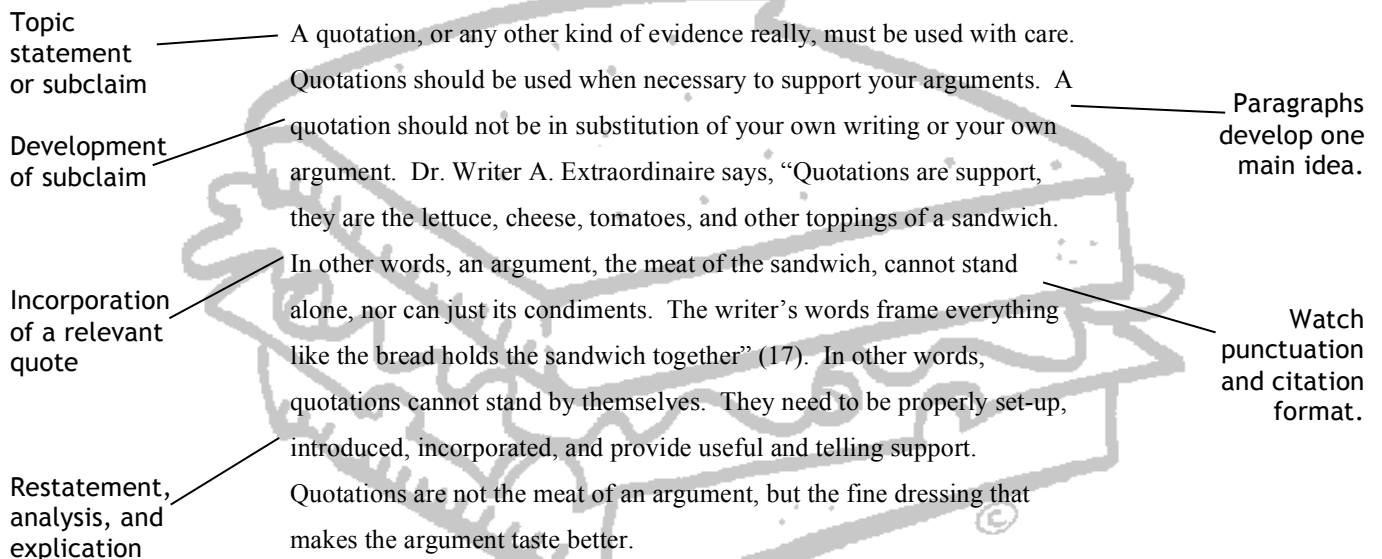 Topic
statement
or subclaim
Development
of subclaim
Incorporation
of a relevant
quote
Restatement,
analysis, and
explication
A quotation, or any other kind of evidence really, must be used with care.
Quotations should be used when necessary to support your arguments. A
quotation should not be in substitution of your own writing or your own
argument. Dr. Writer A. Extraordinaire says, “Quotations are support,
they are the lettuce, cheese, tomatoes, and other toppings of a sandwich.
In other words, an argument, the meat of the sandwich, cannot stand
alone, nor can just its condiments. The writer’s words frame everything
like the bread holds the sandwich together” (17). In other words,
quotations cannot stand by themselves. They need to be properly set-up,
introduced, incorporated, and provide useful and telling support.
Quotations are not the meat of an argument, but the fine dressing that
makes the argument taste better.
Paragraphs
develop one
main idea.
Watch
punctuation
and citation
format.
©